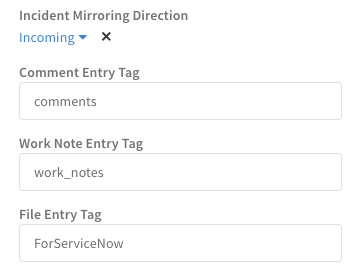 Incident Mirroring Direction
Incoming
Comment Entry Tag
comments
Work Note Entry Tag
work_notes
File Entry Tag
ForServiceNow